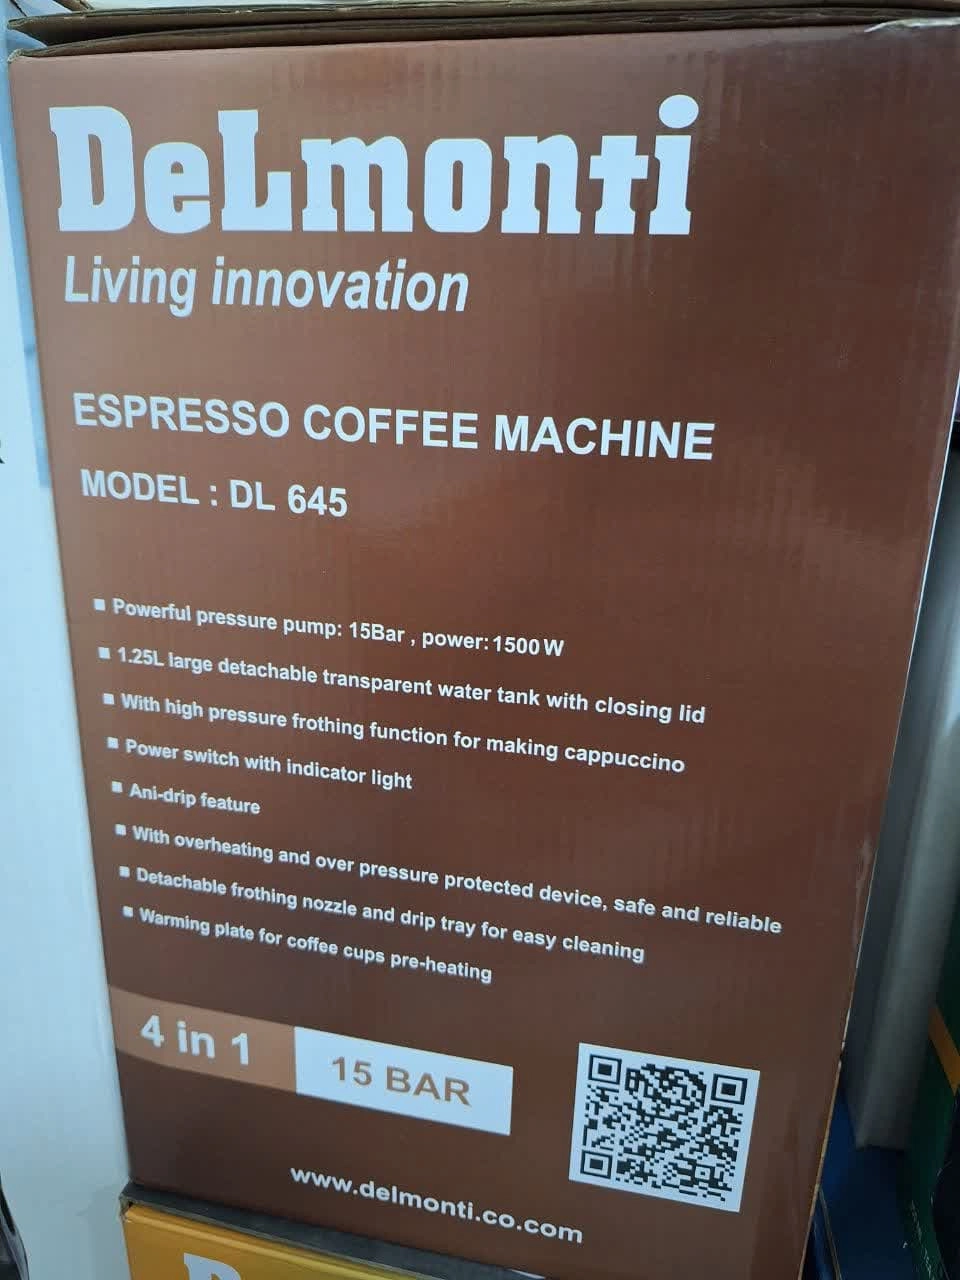 DeLmonti
Living innovation
ESPRESSO COFFEE MACHINE
MODEL : DL 645
▪ Powerful pressure pump: 15Bar , power: 1500 W
▪ 1.25L large detachable transparent water tank with closing lid
▪ With high pressure frothing function for making cappuccino
▪ Power switch with indicator light
▪ Ani-drip feature
▪ With overheating and over pressure protected device, safe and reliable
▪ Detachable frothing nozzle and drip tray for easy cleaning
▪ Warming plate for coffee cups pre-heating
4 in 1
15 BAR
www.delmonti.co.com